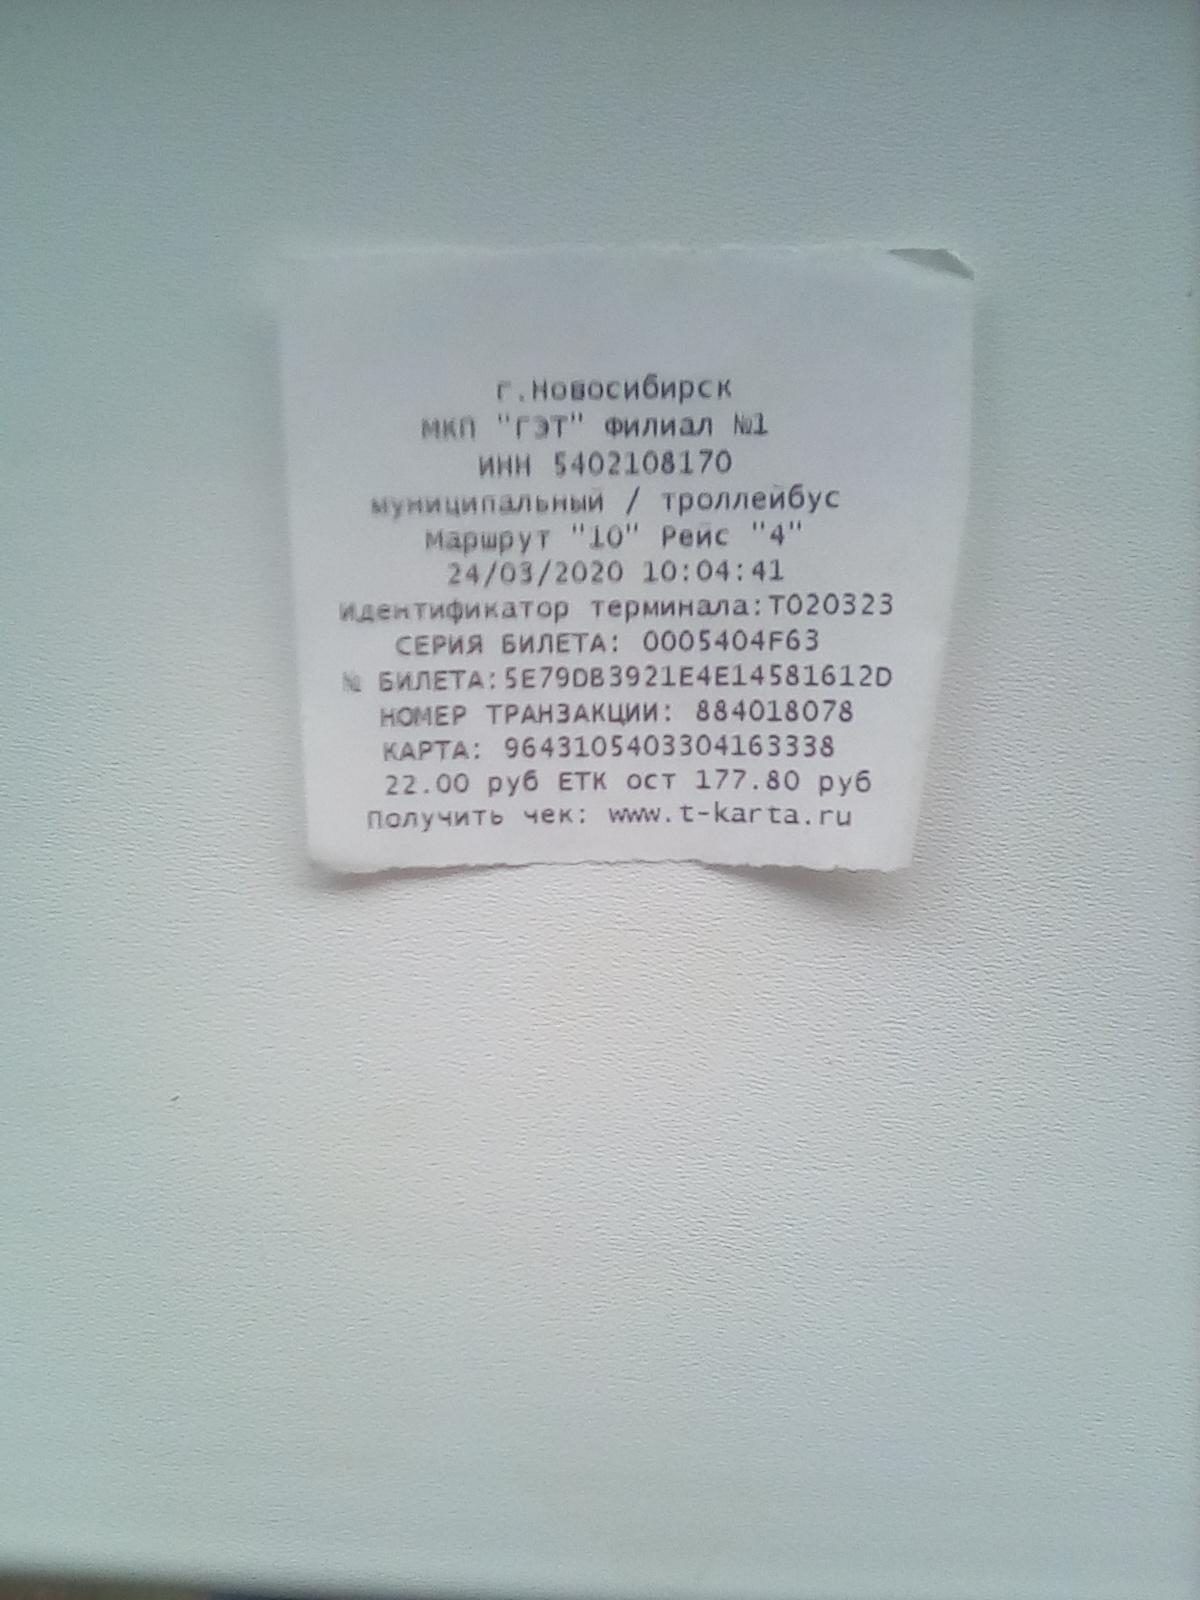 г.Новосибирск
МКП "ГЭТ" Филиал №1
ИНН 5402108170
муниципальный / троллейбус
Маршрут "10" Рейс "4"
24/03/2020 10:04:41
Идентификатор терминала:T020323
СЕРИЯ БИЛЕТА: 0005404F63
№ БИЛЕТА:5E79DB3921E4E14581612D
НОМЕР ТРАНЗАКЦИИ: 884018078
КАРТА: 9643105403304163338
22.00 руб ЕТК ост 177.80 руб
Получить чек: www.t-karta.ru